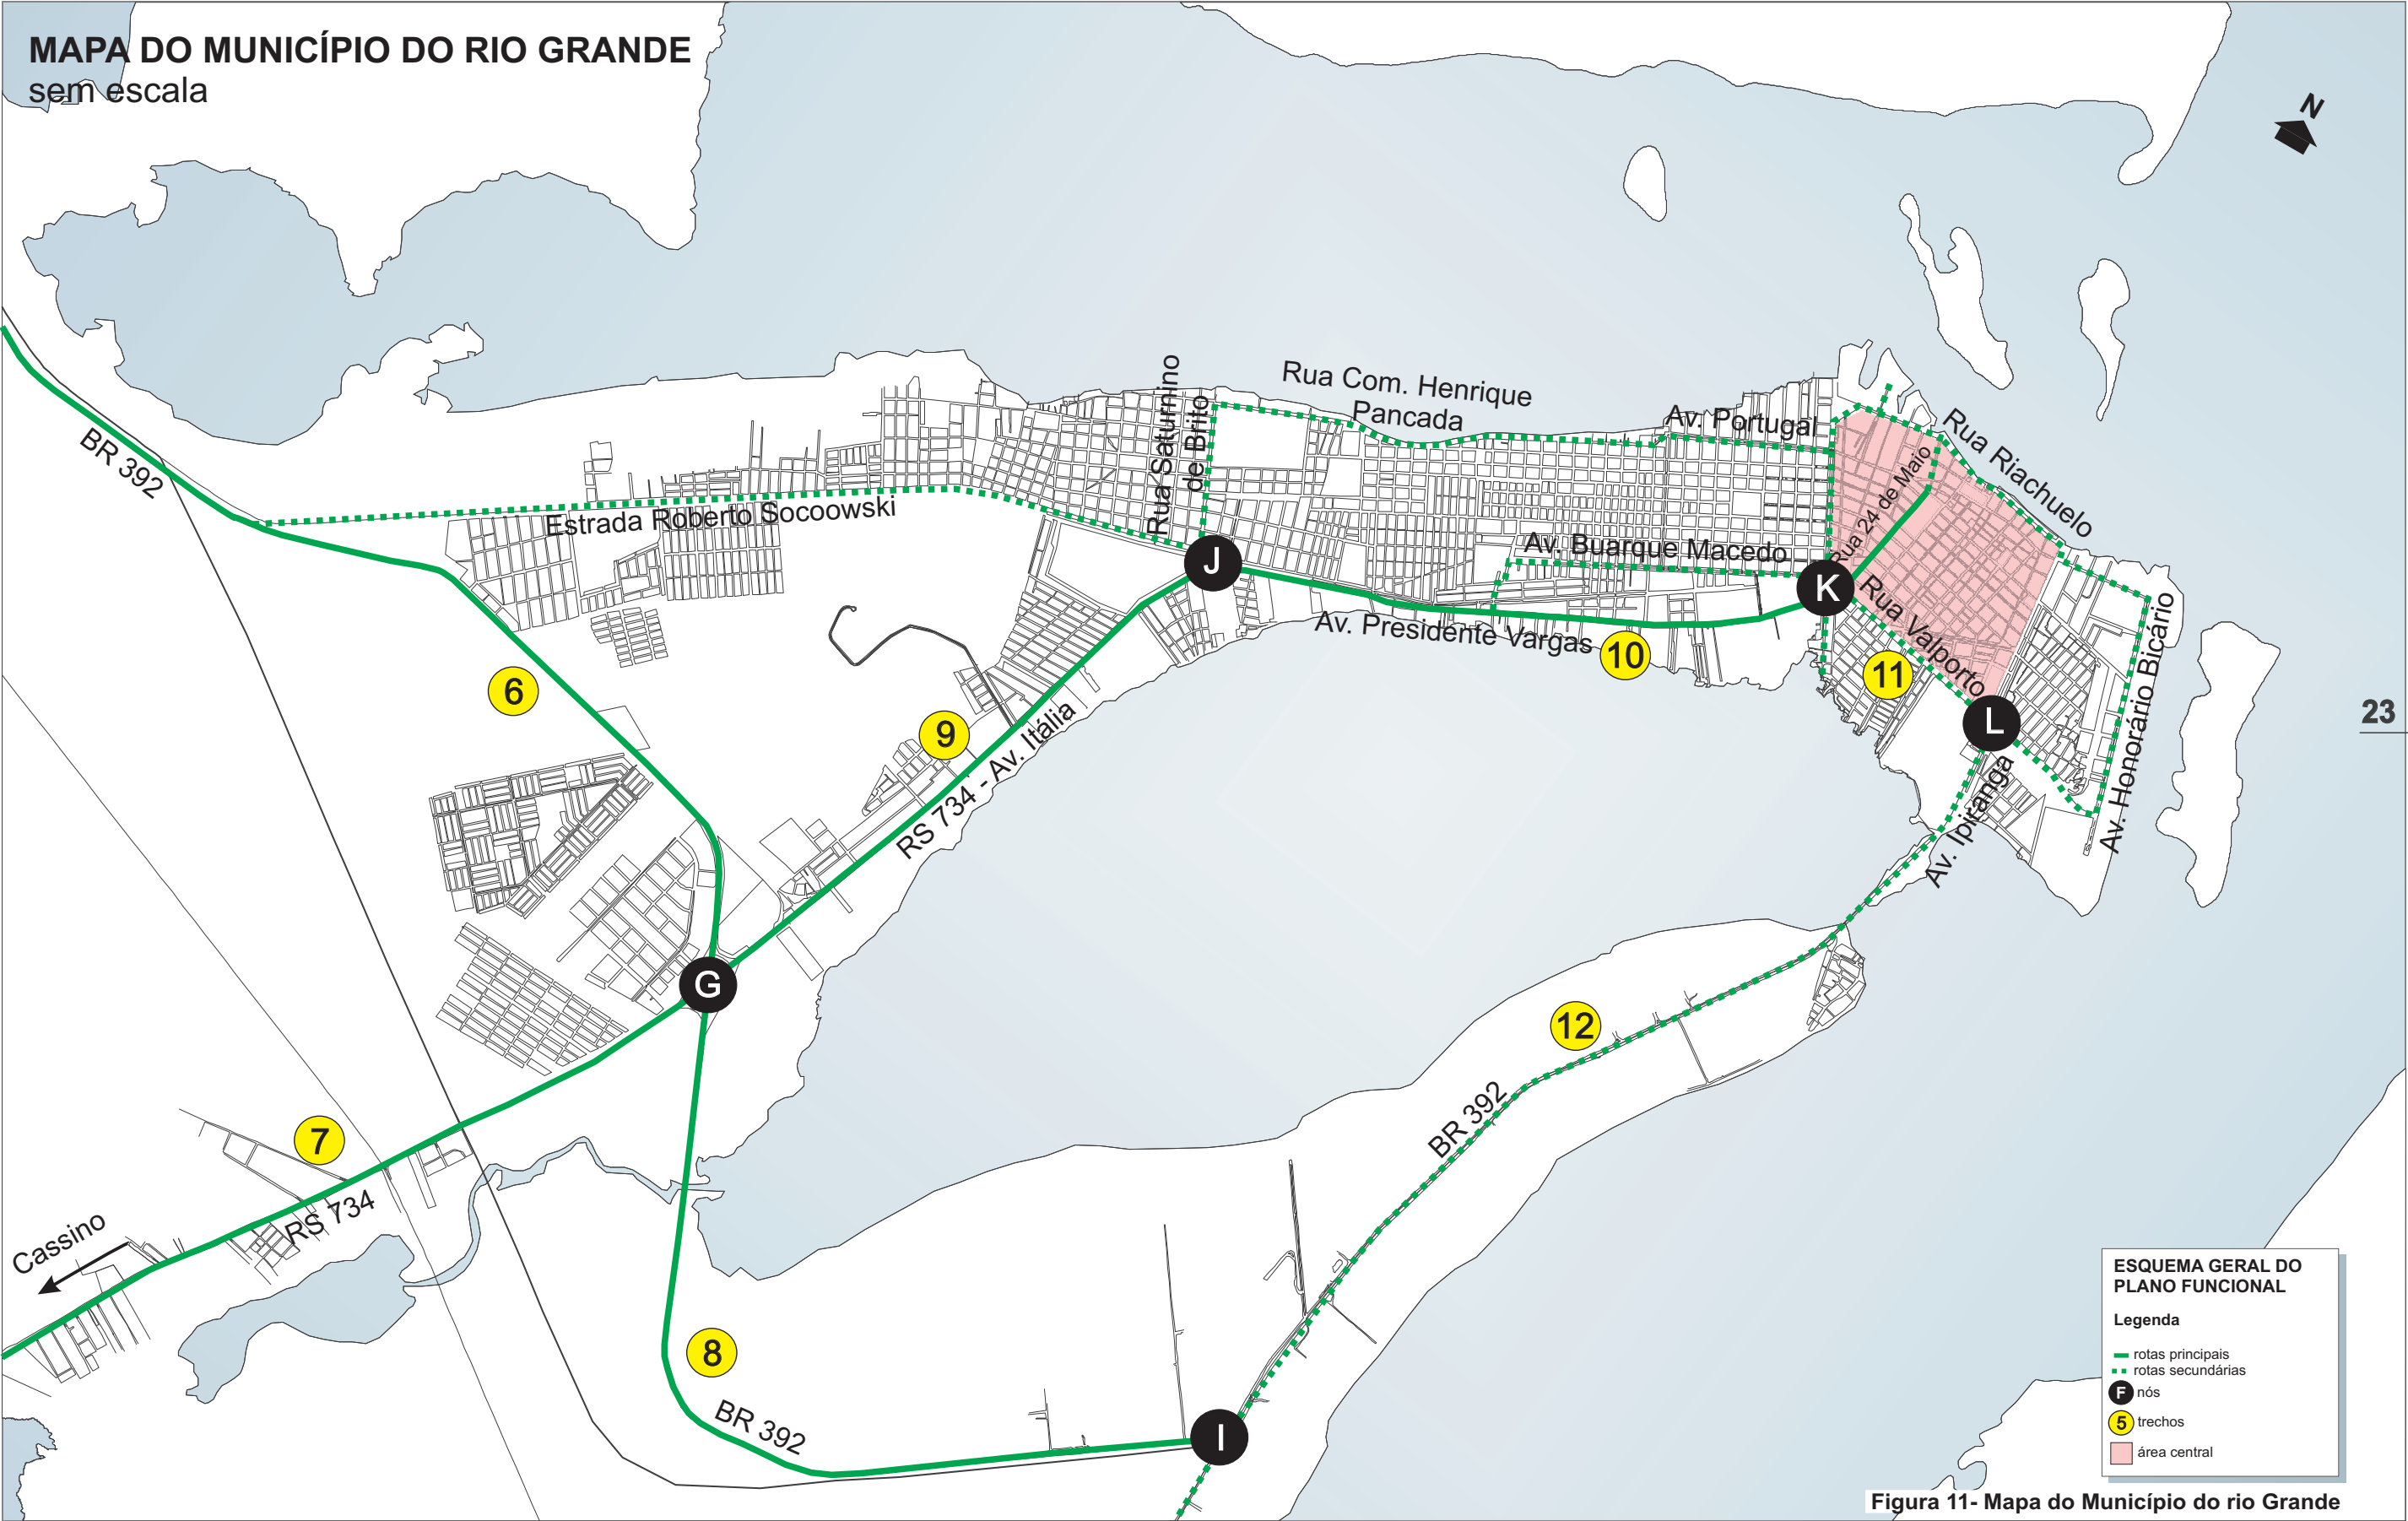 MAPA DO MUNICÍPIO DO RIO GRANDE
sem escala
N
Rua Com. Henrique
Pancada
Rua Saturnino
de Brito
Av. Portugal
Rua Riachuelo
BR 392
Estrada Roberto Socoowski
Rua 24 de Maio
Av. Buarque Macedo
J
K
Rua Valporto
Av. Presidente Vargas
10
11
6
9
RS 734 - Av. Itália
L
Av. Honorário Bicário
Av. Ipiranga
23
G
12
BR 392
7
RS 734
Cassino
8
BR 392
I
ESQUEMA GERAL DO
PLANO FUNCIONAL
Legenda
rotas principais
rotas secundárias
F nós
5 trechos
área central
Figura 11- Mapa do Município do rio Grande